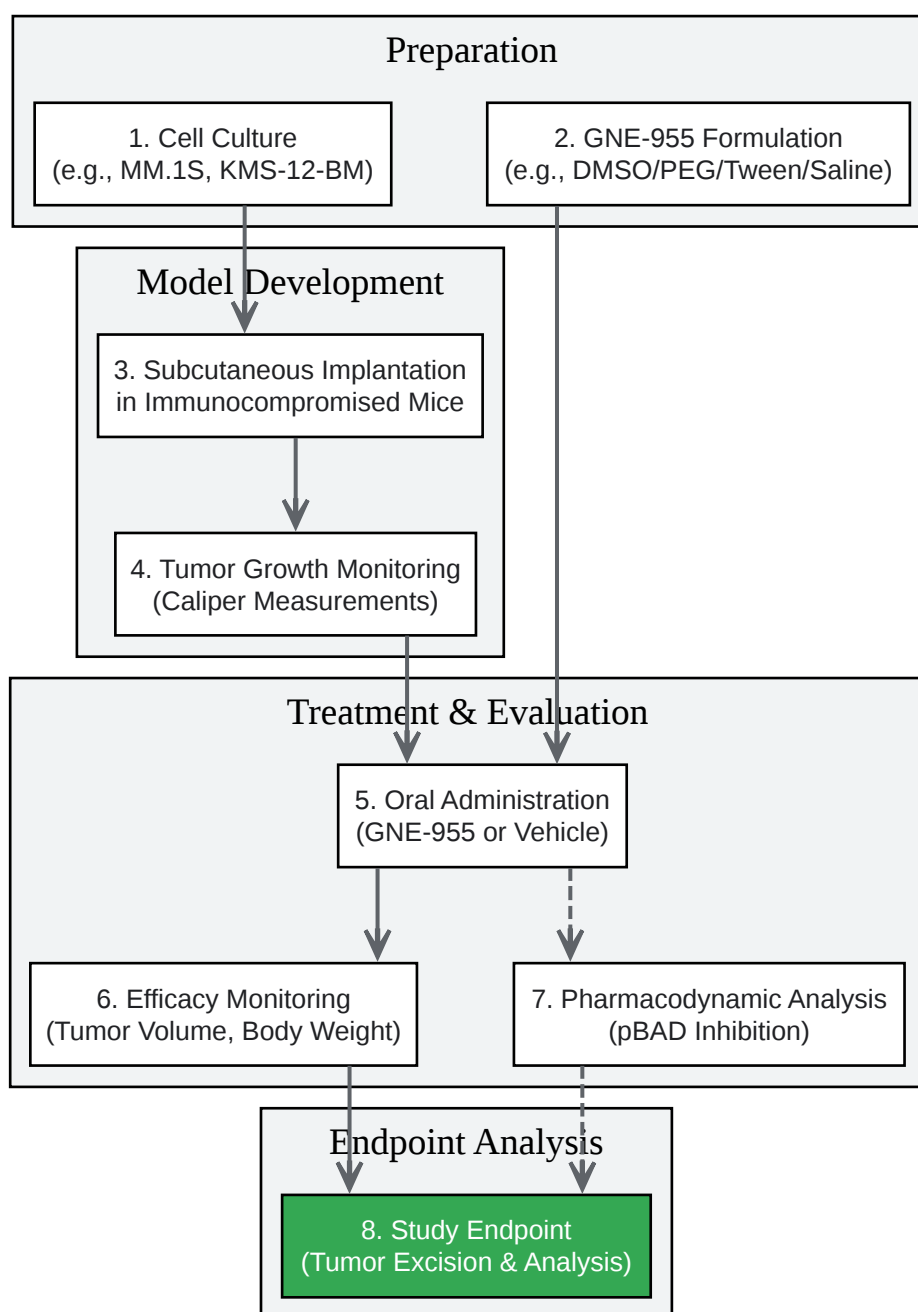 Preparation
1. Cell Culture
(e.g., MM.1S, KMS-12-BM)
2. GNE-955 Formulation
(e.g., DMSO/PEG/Tween/Saline)
Model Development
3. Subcutaneous Implantation
in Immunocompromised Mice
4. Tumor Growth Monitoring
(Caliper Measurements)
Treatment & Evaluation
5. Oral Administration
(GNE-955 or Vehicle)
6. Efficacy Monitoring
(Tumor Volume, Body Weight)
7. Pharmacodynamic Analysis
(pBAD Inhibition)
Endpoint Analysis
8. Study Endpoint
(Tumor Excision & Analysis)